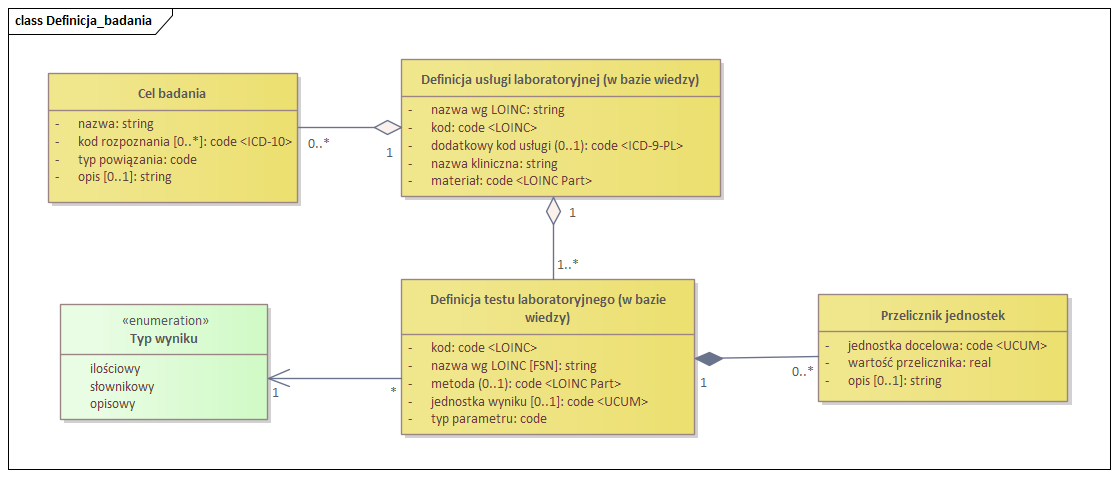 class Definicja_badania
Cel badania
- nazwa: string
- kod rozpoznania [0..*]: code <ICD-10>
- typ powiązania: code
- opis [0..1]: string
0..*
1
Definicja usługi laboratoryjnej (w bazie wiedzy)
- nazwa wg LOINC: string
- kod: code <LOINC>
- dodatkowy kod usługi (0..1): code <ICD-9-PL>
- nazwa kliniczna: string
- materiał: code <LOINC Part>
1
1..*
«enumeration»
Typ wyniku
ilościowy
słownikowy
opisowy
1
*
Definicja testu laboratoryjnego (w bazie
wiedzy)
- kod: code <LOINC>
- nazwa wg LOINC [FSN]: string
- metoda (0..1): code <LOINC Part>
- jednostka wyniku [0..1]: code <UCUM>
- typ parametru: code
1
0..*
Przelicznik jednostek
- jednostka docelowa: code <UCUM>
- wartość przelicznika: real
- opis [0..1]: string